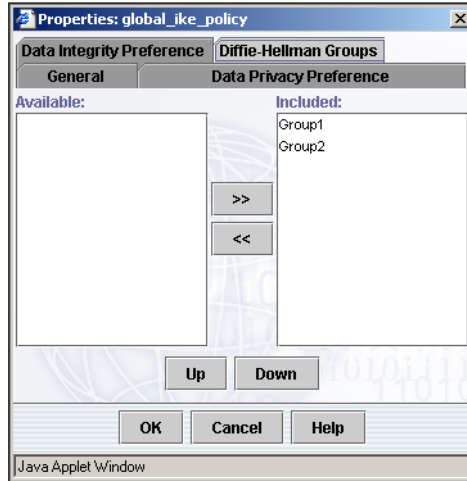 Properties: global_ike_policy
Data Integrity Preference Diffie-Hellman Groups
General Data Privacy Preference
Available: Included:
Group1
Group2
>>
<<
Up Down
OK Cancel Help
Java Applet Window